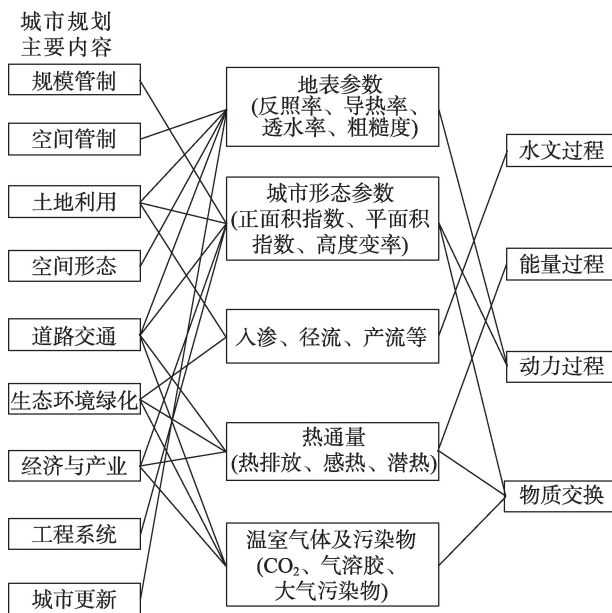 城市规划
主要内容
规模管制
空间管制
土地利用
空间形态
道路交通
生态环境绿化
经济与产业
工程系统
城市更新
地表参数
(反照率、导热率、
透水率、粗糙度)
城市形态参数
(正面积指数、平面积
指数、高度变率)
入渗、径流、产流等
热通量
(热排放、感热、潜热)
温室气体及污染物
(CO₂、气溶胶、
大气污染物)
水文过程
能量过程
动力过程
物质交换